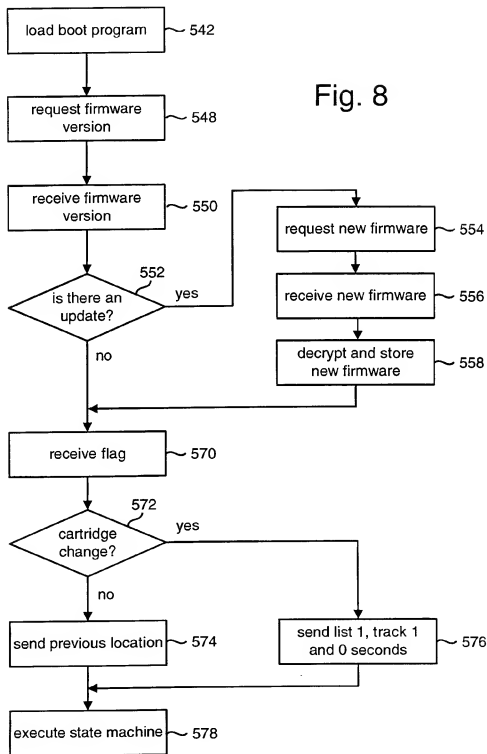 load boot program
542
Fig. 8
request firmware
version
548
receive firmware
version
550
552
is there an
update?
yes
no
request new firmware
554
receive new firmware
556
decrypt and store
new firmware
558
receive flag
570
572
cartridge
change?
yes
no
send previous location
574
send list 1, track 1
and 0 seconds
576
execute state machine
578